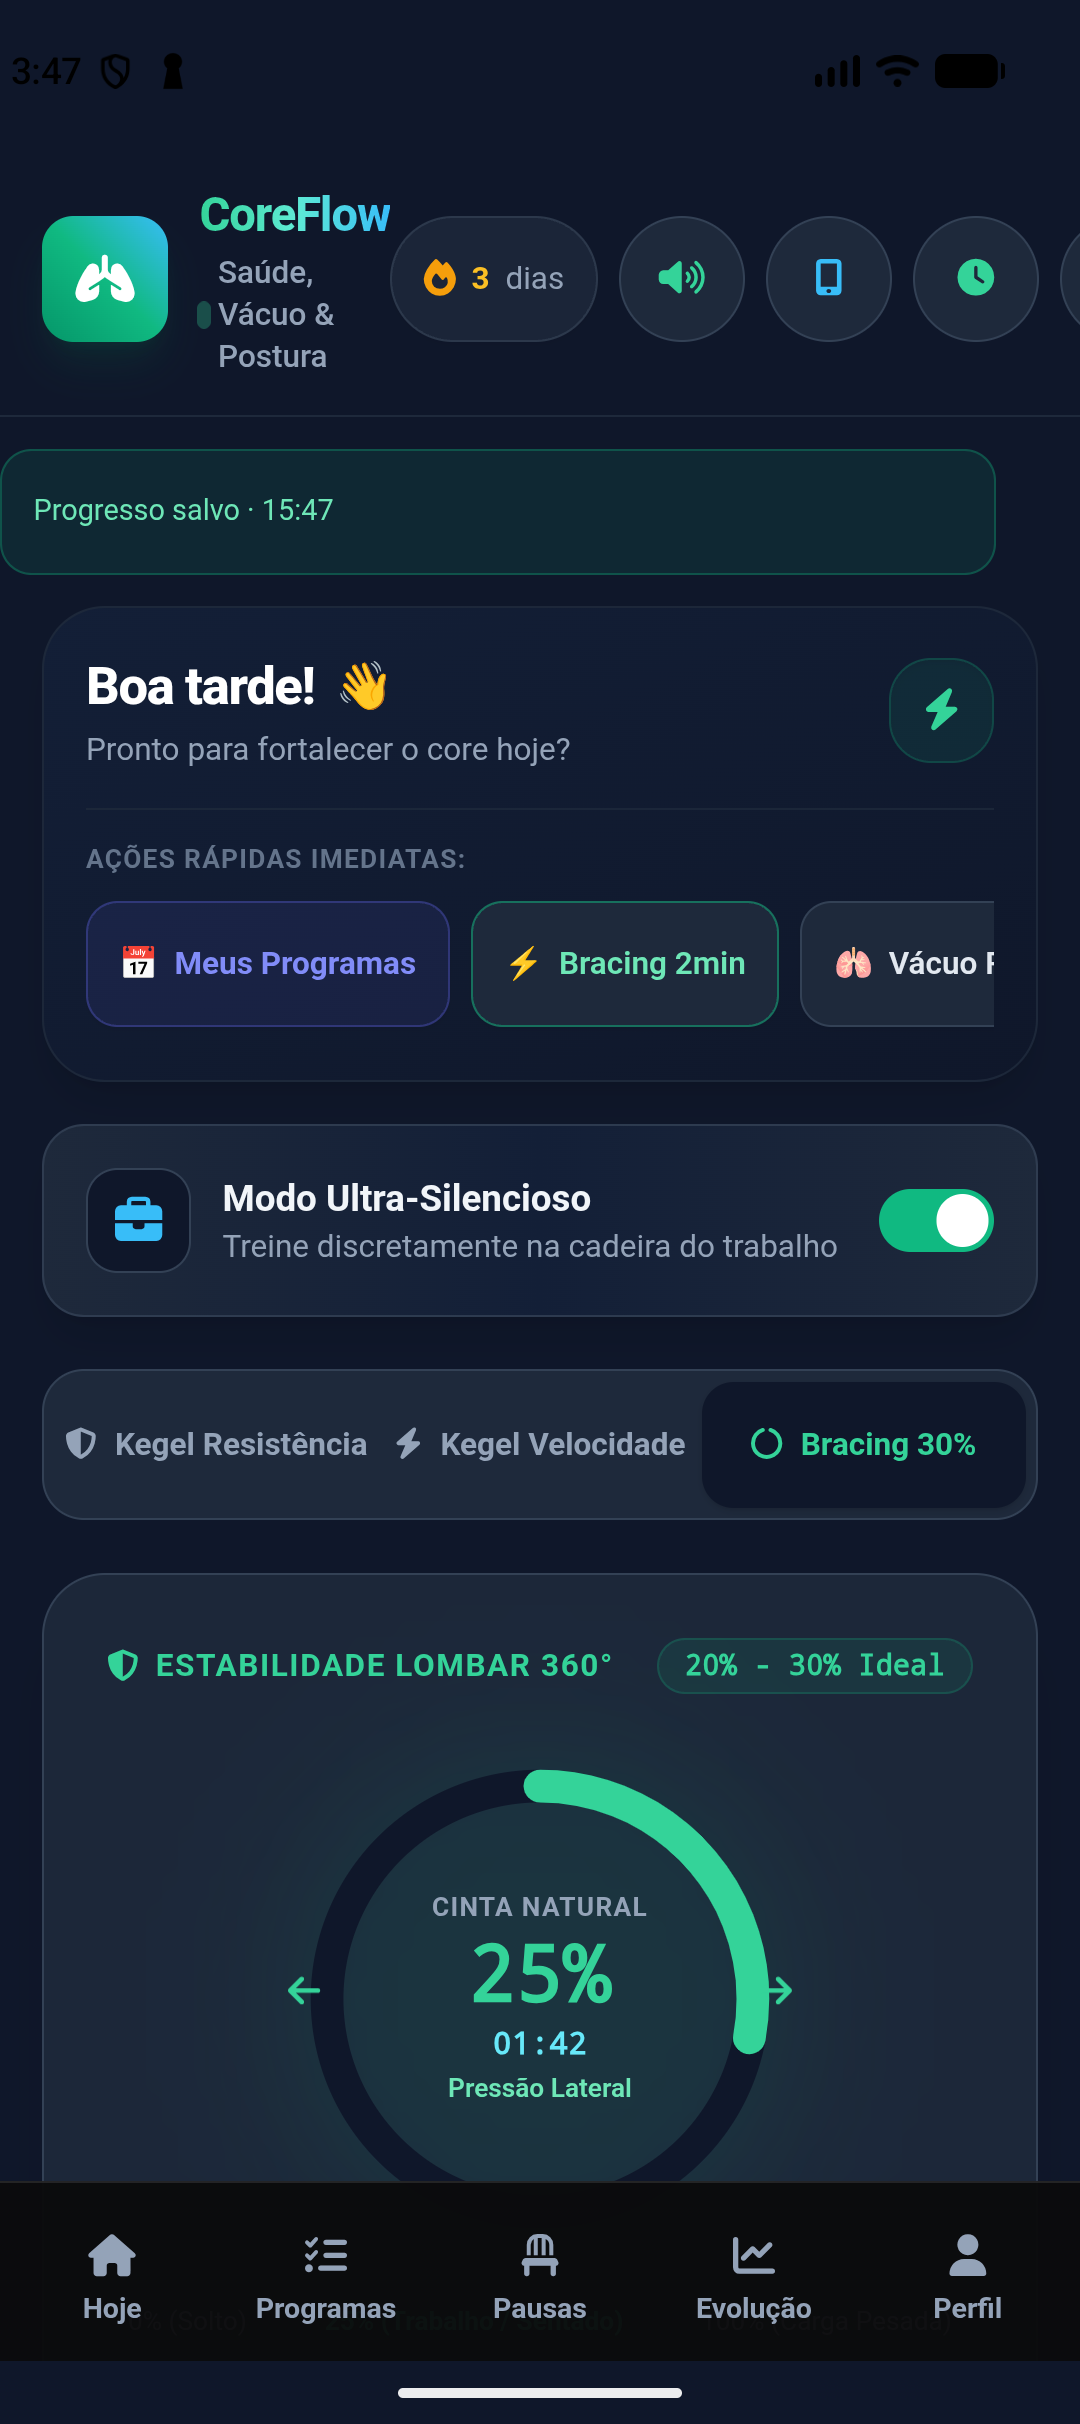 3:47
CoreFlow
Saúde,
Vácuo &
Postura
3 dias
Progresso salvo · 15:47
Boa tarde! 👋
Pronto para fortalecer o core hoje?
AÇÕES RÁPIDAS IMEDIATAS:
📅 Meus Programas
⚡ Bracing 2min
🫁 Vácuo
Modo Ultra-Silencioso
Treine discretamente na cadeira do trabalho
Kegel Resistência
Kegel Velocidade
Bracing 30%
ESTABILIDADE LOMBAR 360°
20% - 30% Ideal
CINTA NATURAL
25%
01:42
Pressão Lateral
Hoje
Programas
Pausas
Evolução
Perfil